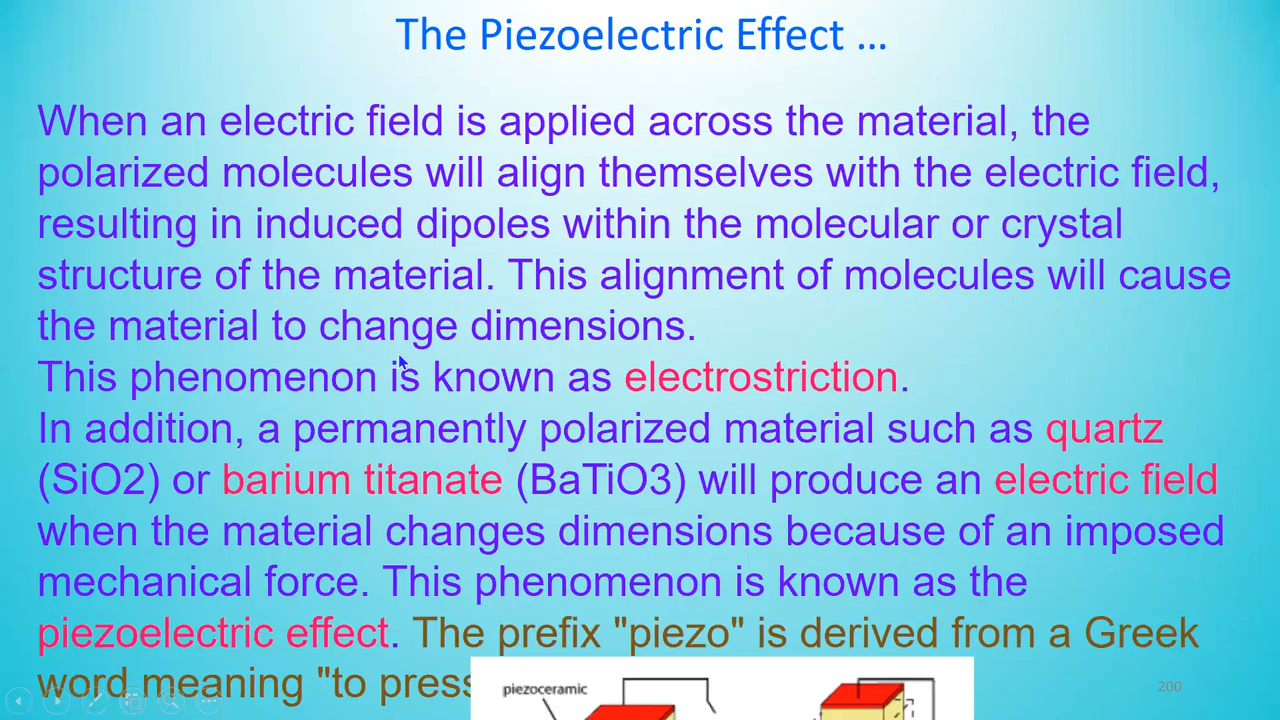 The Piezoelectric Effect ...
When an electric field is applied across the material, the
polarized molecules will align themselves with the electric field,
resulting in induced dipoles within the molecular or crystal
structure of the material. This alignment of molecules will cause
the material to change dimensions.
This phenomenon is known as electrostriction.
In addition, a permanently polarized material such as quartz
(SiO2) or barium titanate (BaTiO3) will produce an electric field
when the material changes dimensions because of an imposed
mechanical force. This phenomenon is known as the
piezoelectric effect. The prefix "piezo" is derived from a Greek
word meaning "to press
piezoceramic
200